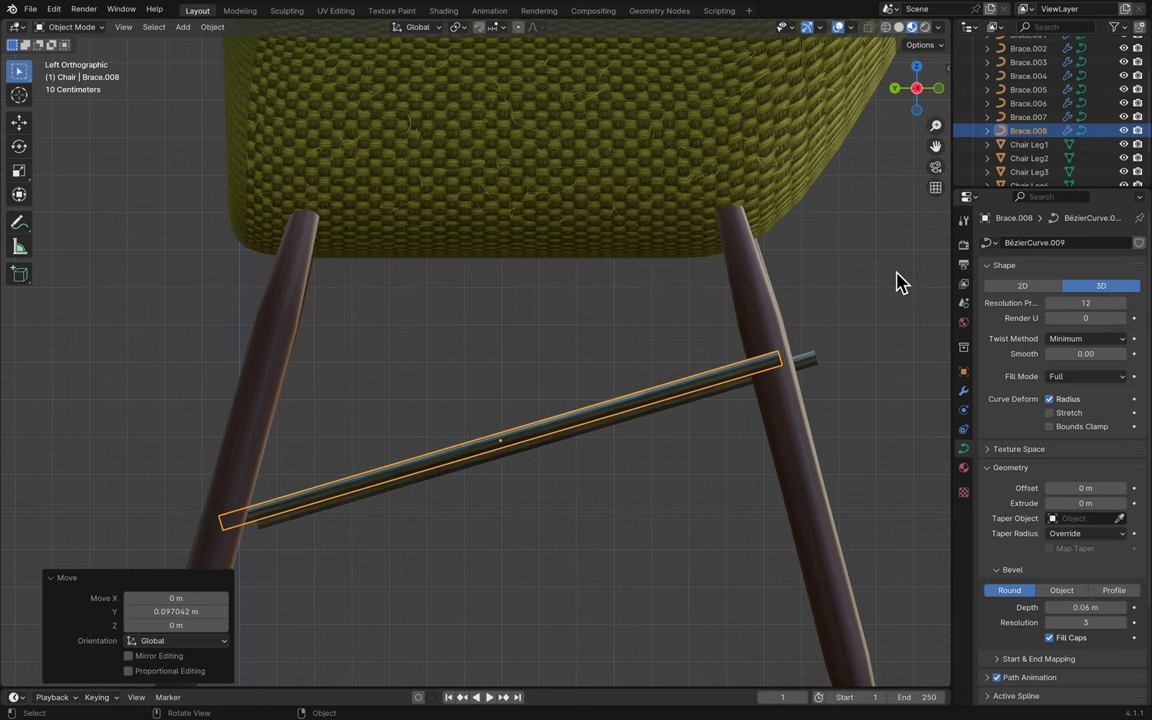 File Edit Render Window Help Layout Modeling Sculpting UV Editing Texture Paint Shading Animation Rendering Compositing Geometry Nodes Scripting + Scene ViewLayer
Object Mode View Select Add Object Global Search
Options
Left Orthographic
(1) Chair | Brace.008
10 Centimeters
Y
Z
-X
Brace.002
Brace.003
Brace.004
Brace.005
Brace.006
Brace.007
Brace.008
Chair Leg1
Chair Leg2
Chair Leg3
Search
Brace.008 BézierCurve.0...
BézierCurve.009
Shape
2D 3D
Resolution Pr... 12
Render U 0
Twist Method Minimum
Smooth 0.00
Fill Mode Full
Curve Deform Radius
Stretch
Bounds Clamp
Texture Space
Geometry
Offset 0 m
Extrude 0 m
Taper Object Object
Taper Radius Override
Map Taper
Bevel
Round Object Profile
Depth 0.06 m
Resolution 3
Fill Caps
Start & End Mapping
Path Animation
Active Spline
Move
Move X 0 m
Y 0.097042 m
Z 0 m
Orientation Global
Mirror Editing
Proportional Editing
Playback Keying View Marker 1 Start 1 End 250
Select Rotate View Object 4.1.1